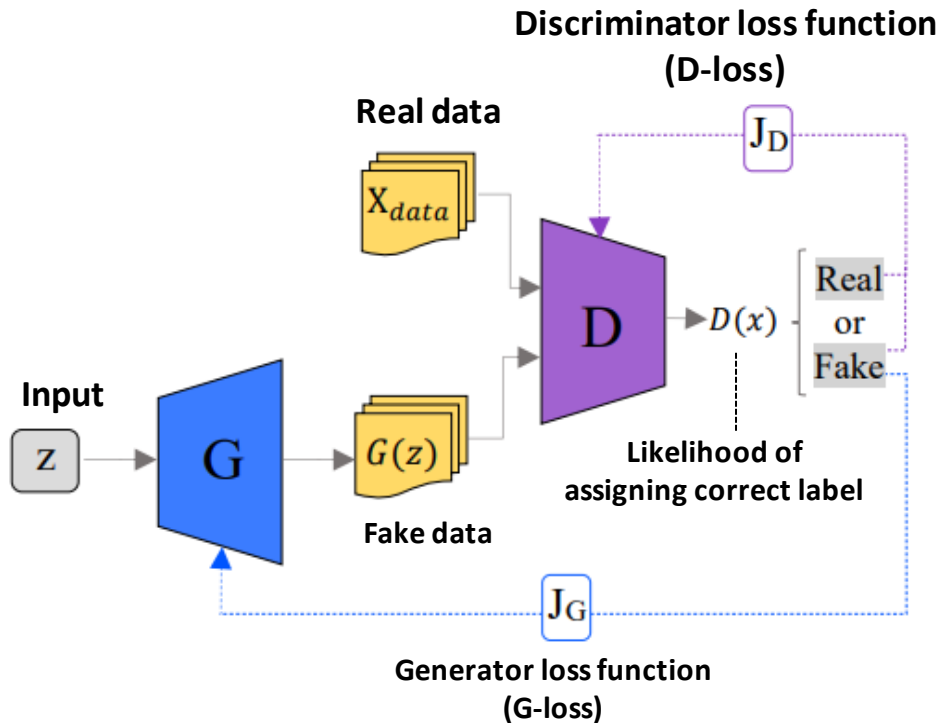 Discriminator loss function
(D-loss)
Real data
J_D
X_data
Real
or
Fake
D
D(x)
Input
z
G
G(z)
Likelihood of
assigning correct label
Fake data
J_G
Generator loss function
(G-loss)